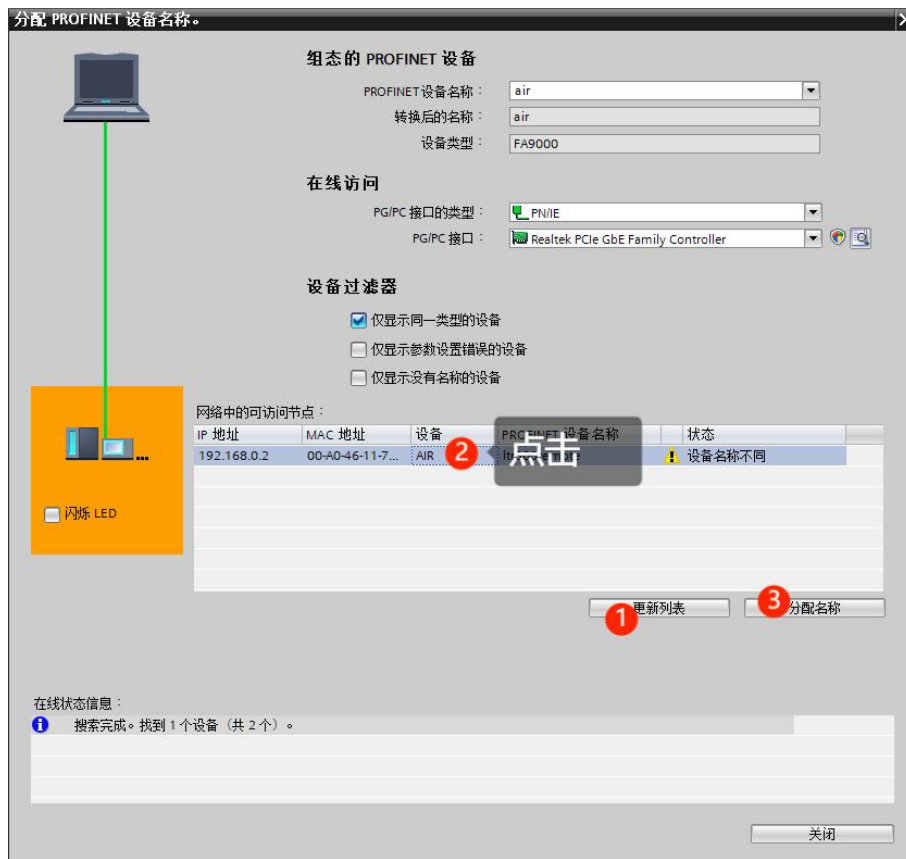 分配 PROFINET 设备名称。
组态的 PROFINET 设备
PROFINET设备名称: air
转换后的名称: air
设备类型: FA9000
在线访问
PG/PC 接口的类型: PN/IE
PG/PC 接口: Realtek PCIe GbE Family Controller
设备过滤器
仅显示同一类型的设备
仅显示参数设置错误的设备
仅显示没有名称的设备
网络中的可访问节点:
IP 地址 MAC 地址 设备 PROFINET 设备名称 状态
192.168.0.2 00-A0-46-11-7... AIR 2 点击 设备名称不同
闪烁 LED
1 更新列表 3 分配名称
在线状态信息:
搜索完成。找到 1 个设备（共 2 个）。
关闭